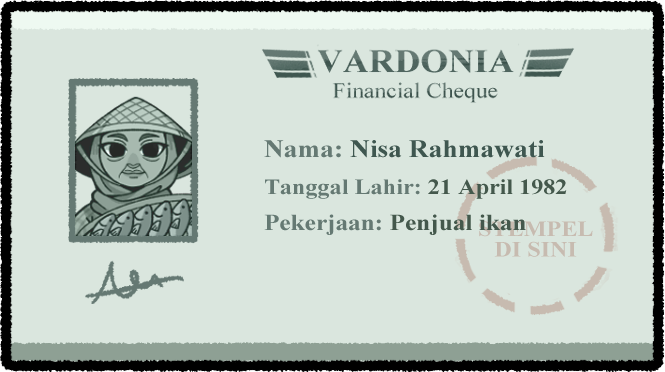 VARDONIA
Financial Cheque
Nama: Nisa Rahmawati
Tanggal Lahir: 21 April 1982
Pekerjaan: Penjual ikan
STEMPEL
DI SINI